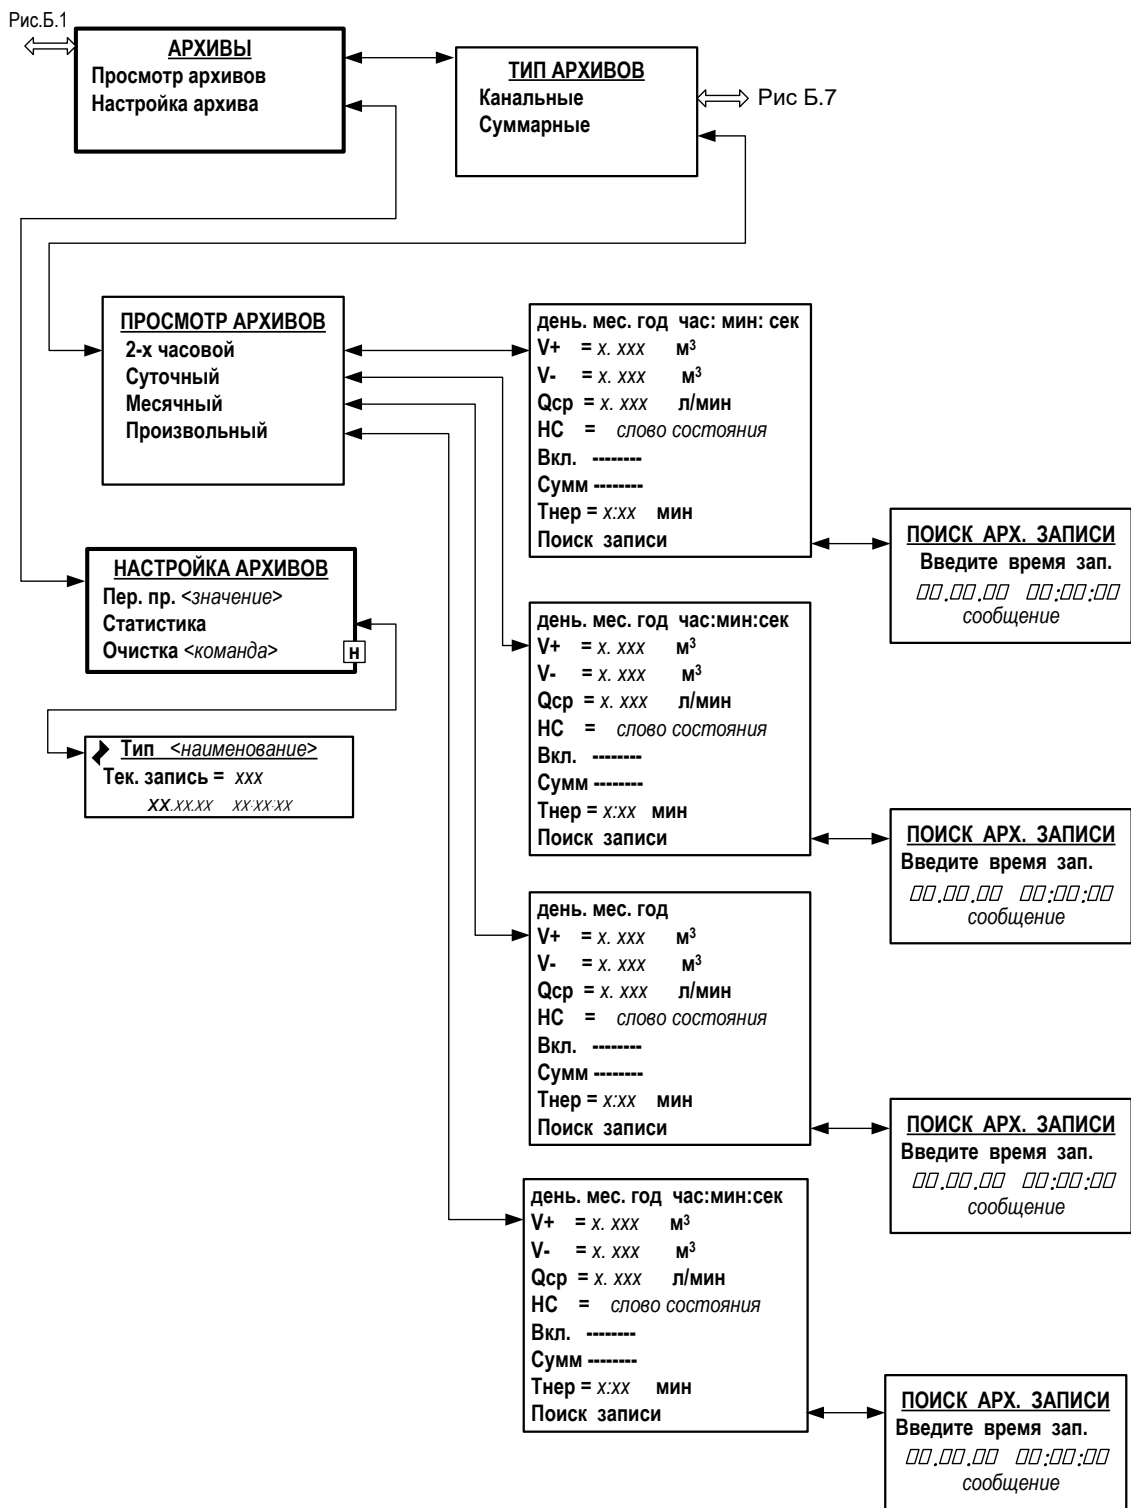 Рис.Б.1
АРХИВЫ
Просмотр архивов
Настройка архива
ТИП АРХИВОВ
Канальные
Суммарные
Рис Б.7
ПРОСМОТР АРХИВОВ
2-х часовой
Суточный
Месячный
Произвольный
день. мес. год час: мин: сек
V+ = x. xxx м³
V- = x. xxx м³
Qср = x. xxx л/мин
НС = слово состояния
Вкл. --------
Сумм --------
Тнер = x:xx мин
Поиск записи
ПОИСК АРХ. ЗАПИСИ
Введите время зап.
00.00.00 00:00:00
сообщение
НАСТРОЙКА АРХИВОВ
Пер. пр. <значение>
Статистика
Очистка <команда>
Н
Тип <наименование>
Тек. запись = xxx
xx.xx.xx xx:xx:xx
день. мес. год час:мин:сек
V+ = x. xxx м³
V- = x. xxx м³
Qср = x. xxx л/мин
НС = слово состояния
Вкл. --------
Сумм --------
Тнер = x:xx мин
Поиск записи
ПОИСК АРХ. ЗАПИСИ
Введите время зап.
00.00.00 00:00:00
сообщение
день. мес. год
V+ = x. xxx м³
V- = x. xxx м³
Qср = x. xxx л/мин
НС = слово состояния
Вкл. --------
Сумм --------
Тнер = x:xx мин
Поиск записи
ПОИСК АРХ. ЗАПИСИ
Введите время зап.
00.00.00 00:00:00
сообщение
день. мес. год час:мин:сек
V+ = x. xxx м³
V- = x. xxx м³
Qср = x. xxx л/мин
НС = слово состояния
Вкл. --------
Сумм --------
Тнер = x:xx мин
Поиск записи
ПОИСК АРХ. ЗАПИСИ
Введите время зап.
00.00.00 00:00:00
сообщение